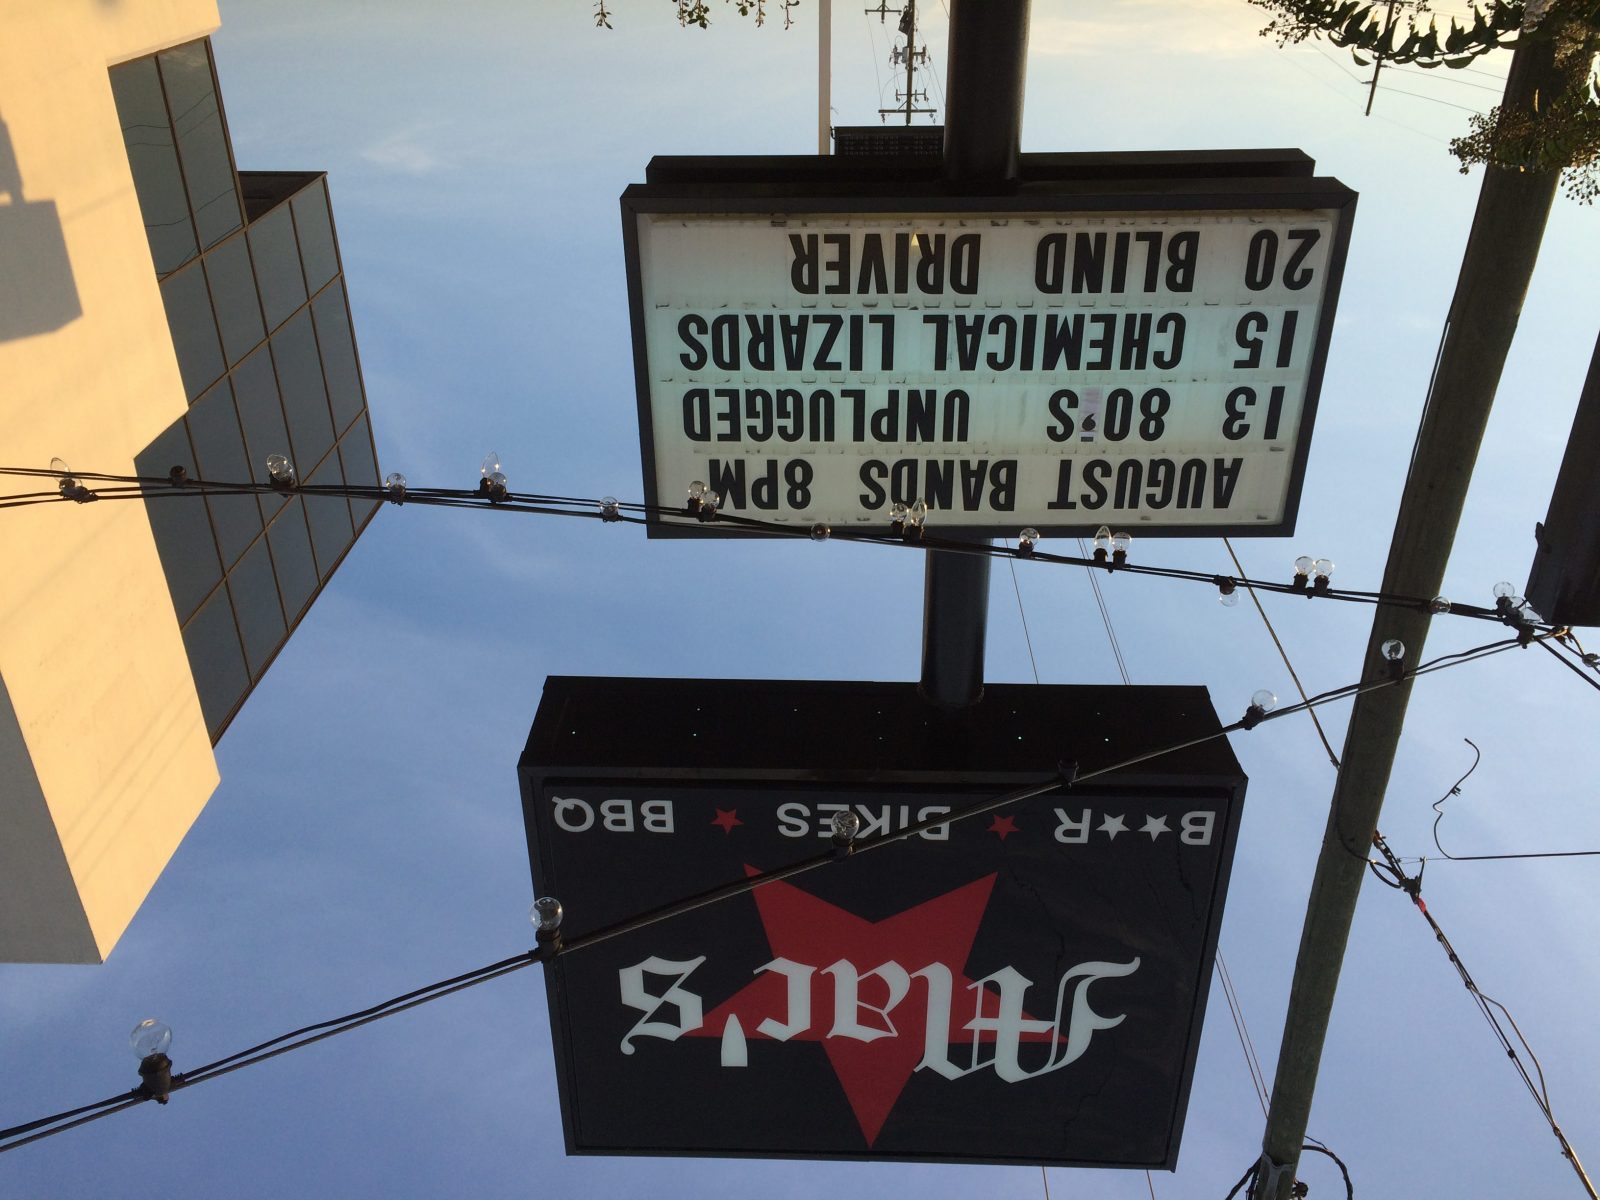 Mac's
B★★R ★ BIKES ★ BBQ
AUGUST BANDS 8PM
13 80'S UNPLUGGED
15 CHEMICAL LIZARDS
20 BLIND DRIVER